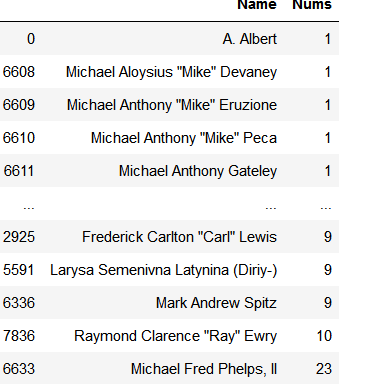 Name Nums
0 A. Albert 1
6608 Michael Aloysius "Mike" Devaney 1
6609 Michael Anthony "Mike" Eruzione 1
6610 Michael Anthony "Mike" Peca 1
6611 Michael Anthony Gateley 1
... ... ...
2925 Frederick Carlton "Carl" Lewis 9
5591 Larysa Semenivna Latynina (Diriy-) 9
6336 Mark Andrew Spitz 9
7836 Raymond Clarence "Ray" Ewry 10
6633 Michael Fred Phelps, II 23